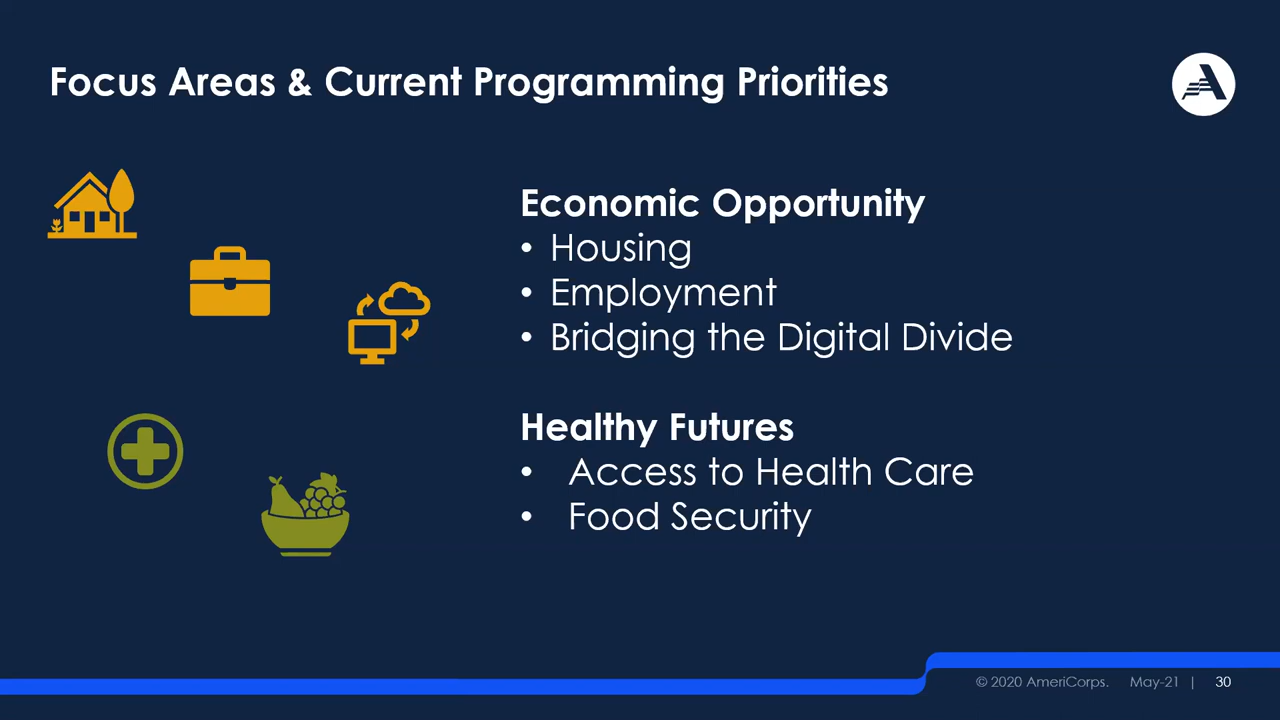 Focus Areas & Current Programming Priorities
Economic Opportunity
• Housing
• Employment
• Bridging the Digital Divide
Healthy Futures
• Access to Health Care
• Food Security
© 2020 AmeriCorps. May-21 | 30